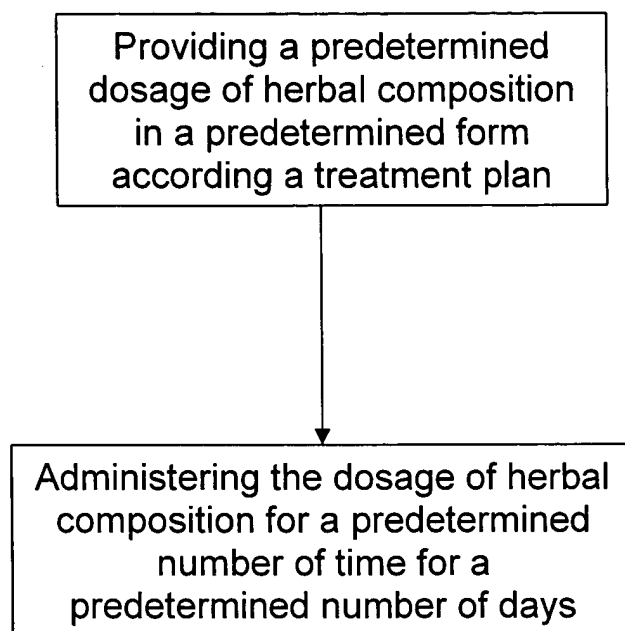 Providing a predetermined
dosage of herbal composition
in a predetermined form
according a treatment plan
Administering the dosage of herbal
composition for a predetermined
number of time for a
predetermined number of days